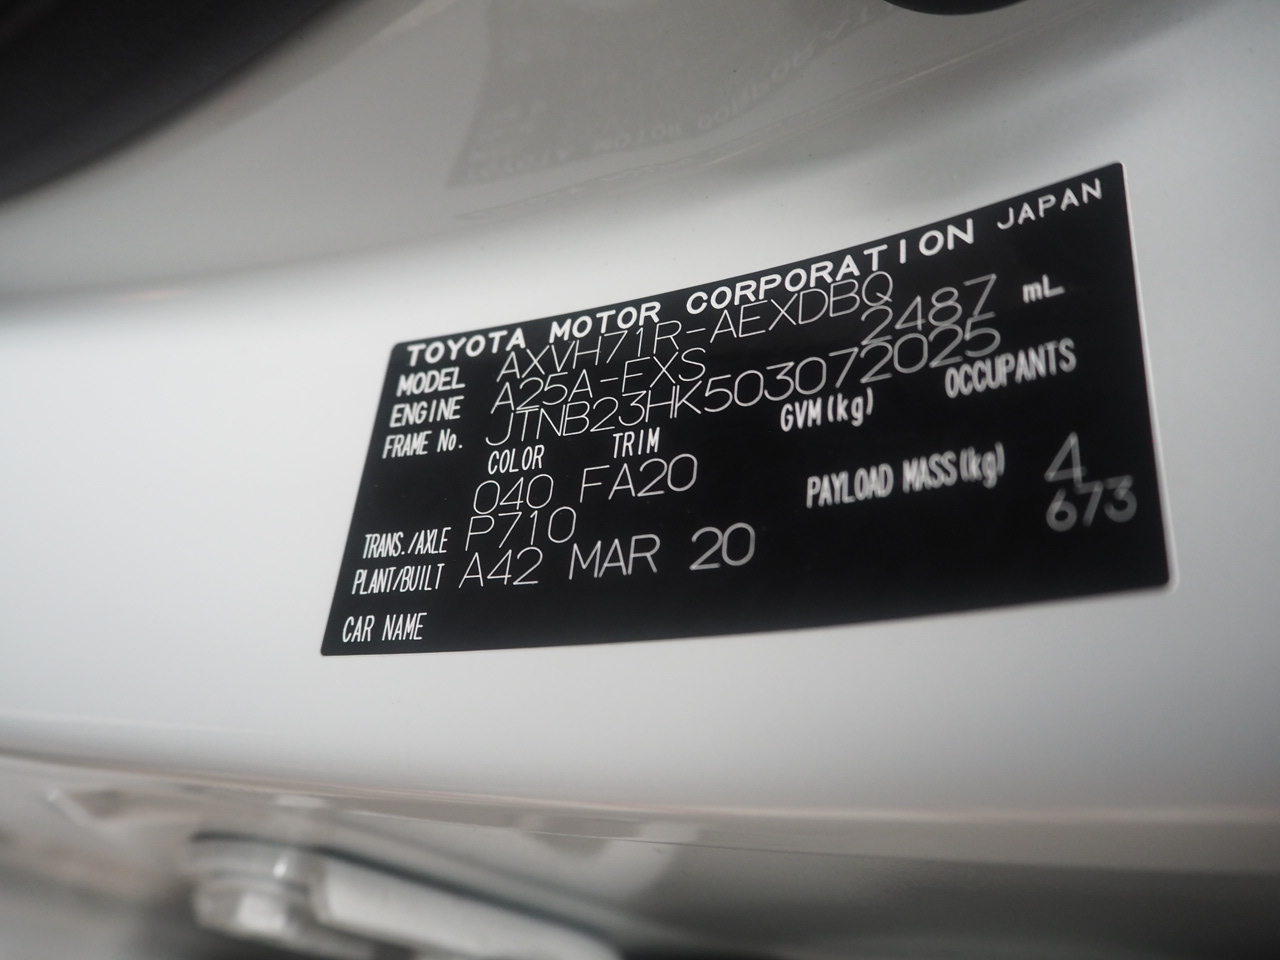 TOYOTA MOTOR CORPORATION JAPAN
MODEL AXVH71R-AEXDBQ
ENGINE A25A-FXS 2487 mL
FRAME No. JTNB23HK503072025
COLOR TRIM GVM(kg) OCCUPANTS
040 FA20 4
TRANS./AXLE P710 PAYLOAD MASS(kg) 673
PLANT/BUILT A42 MAR 20
CAR NAME